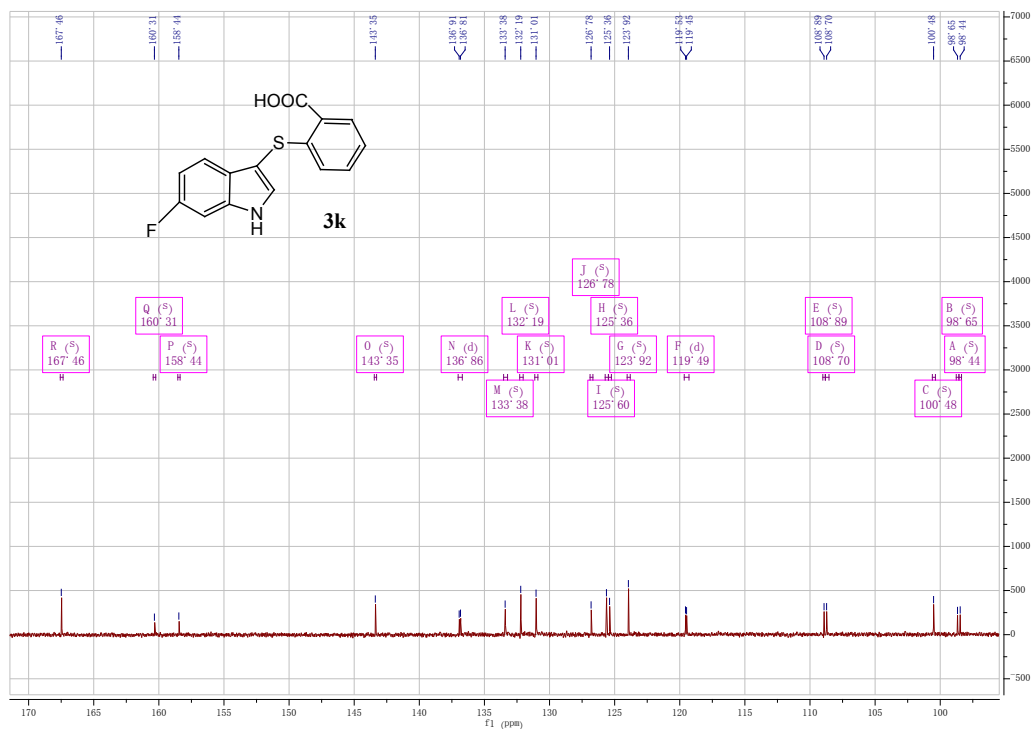 167.46
160.31
158.44
143.35
136.91
136.81
133.38
132.19
131.01
126.78
125.36
123.92
119.53
119.45
108.89
108.70
100.48
98.65
98.44
HOOC
S
N
H
F
3k
J (s)
126.78
Q (s)
160.31
L (s)
132.19
H (s)
125.36
E (s)
108.89
B (s)
98.65
R (s)
167.46
P (s)
158.44
O (s)
143.35
N (d)
136.86
K (s)
131.01
G (s)
123.92
F (d)
119.49
D (s)
108.70
A (s)
98.44
M (s)
133.38
I (s)
125.60
C (s)
100.48
7000
6500
6000
5500
5000
4500
4000
3500
3000
2500
2000
1500
1000
500
0
-500
170 165 160 155 150 145 140 135 130 125 120 115 110 105 100
f1 (ppm)